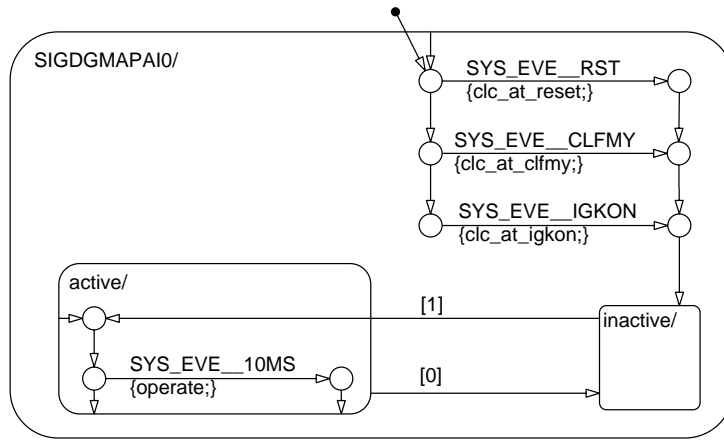 SIGDGMAPAI0/
SYS_EVE__RST
{clc_at_reset;}
SYS_EVE__CLFMY
{clc_at_clfmy;}
SYS_EVE__IGKON
{clc_at_igkon;}
active/
[1]
inactive/
SYS_EVE__10MS
{operate;}
[0]